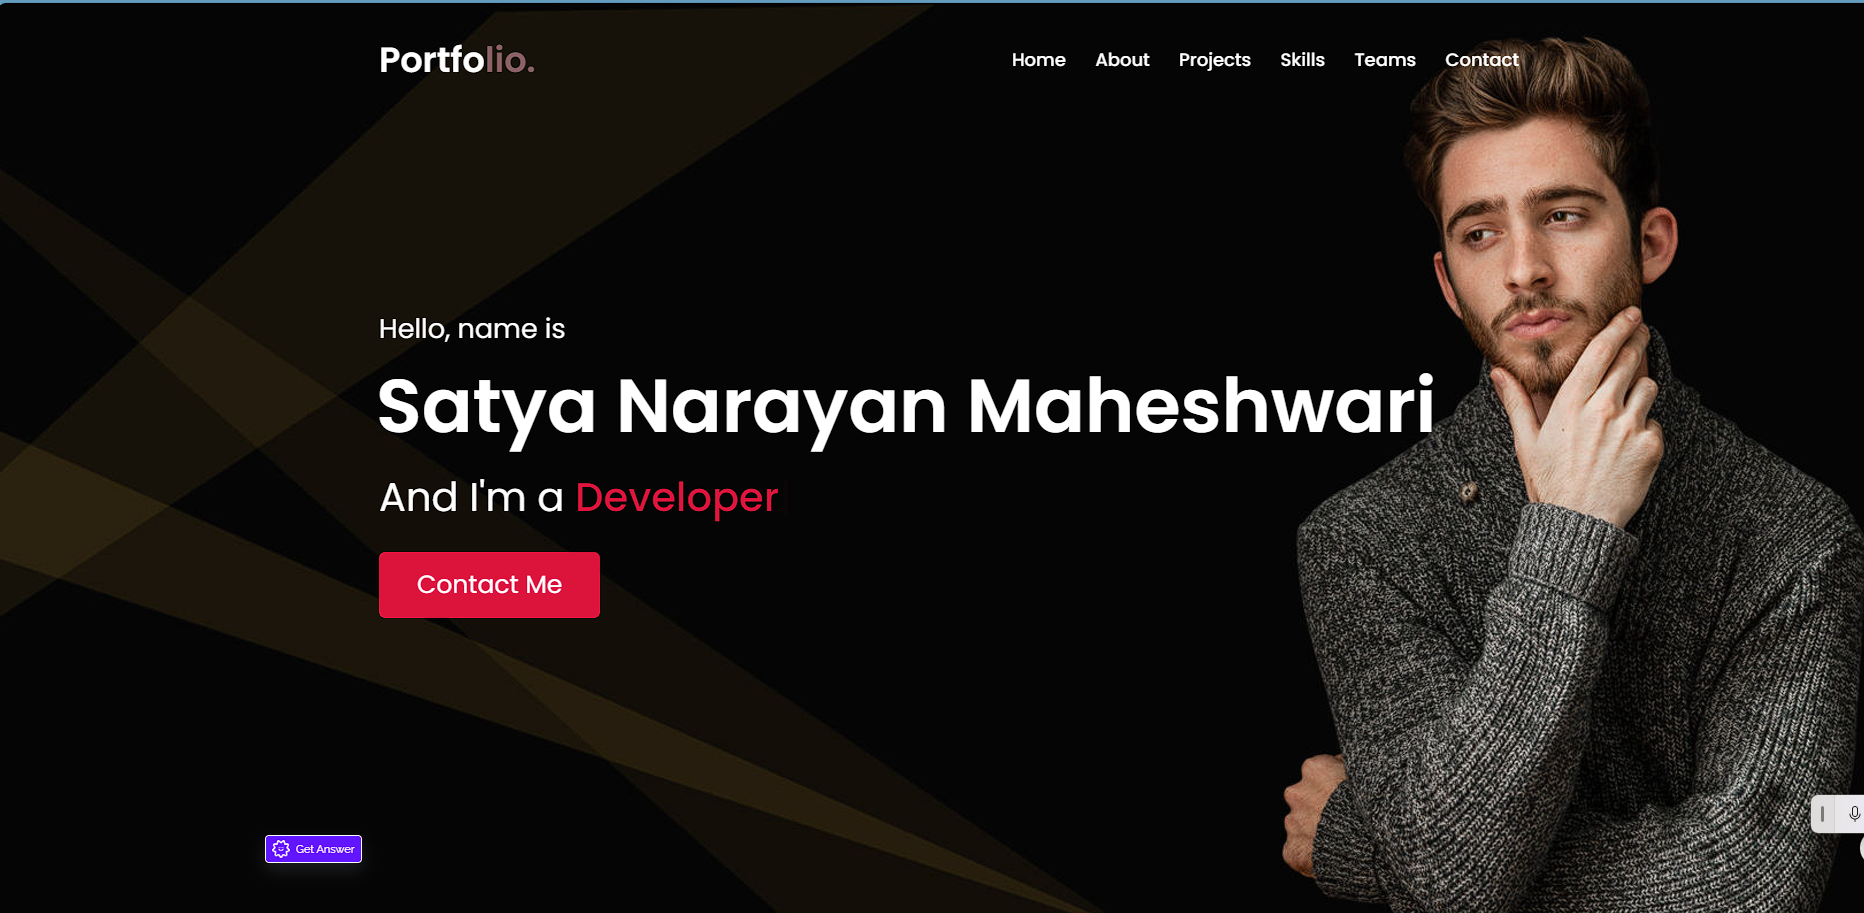 Portfolio.
Home About Projects Skills Teams Contact
Hello, name is
Satya Narayan Maheshwari
And I'm a Developer
Contact Me
Get Answer